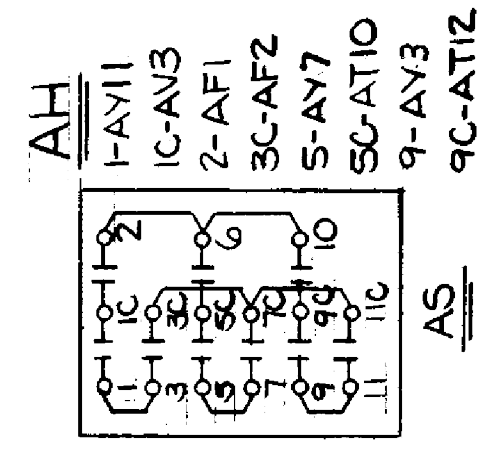 AH
1-AY11
1C-AV3
2-AF1
3C-AF2
5-AY7
5C-AT10
9-AY3
9C-AT12
1 1C 2
3 3C
5 5C 6
7 7C
9 9C 10
11 11C
AS